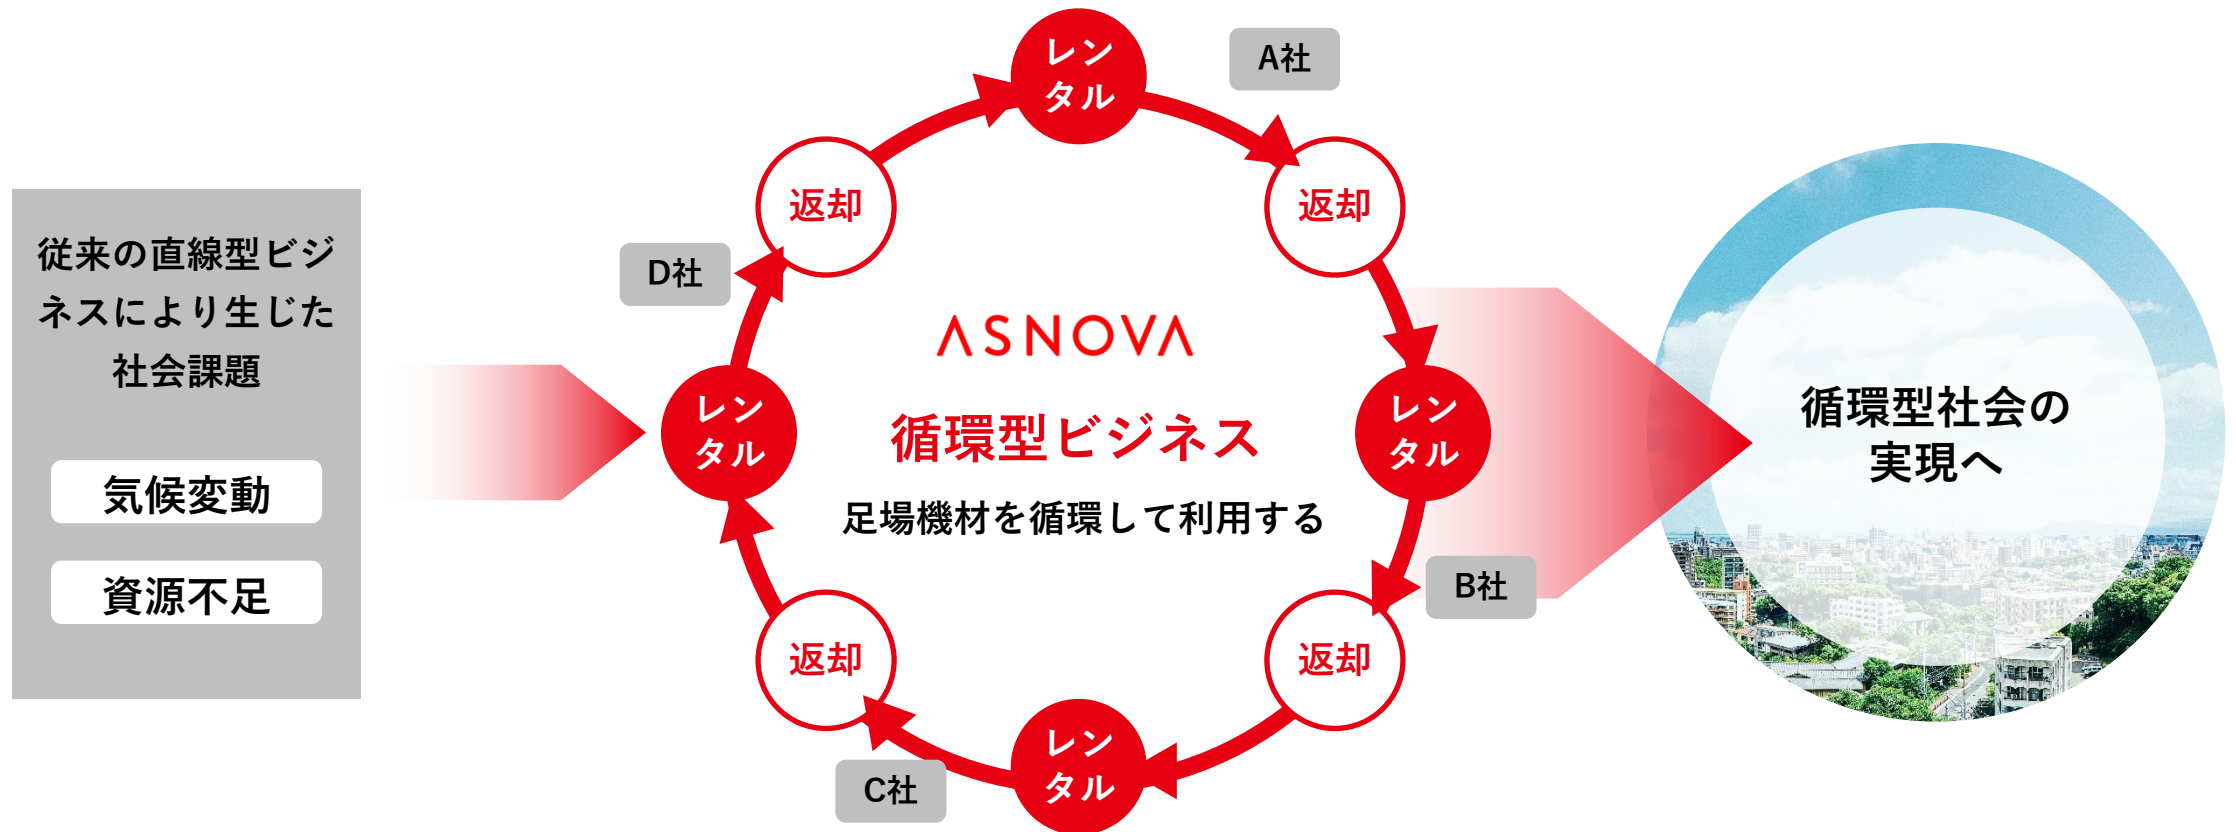 従来の直線型ビジ
ネスにより生じた
社会課題
気候変動
資源不足
レン
タル
A社
返却
レン
タル
B社
返却
レン
タル
C社
返却
レン
タル
D社
返却
ASNOVA
循環型ビジネス
足場機材を循環して利用する
循環型社会の
実現へ